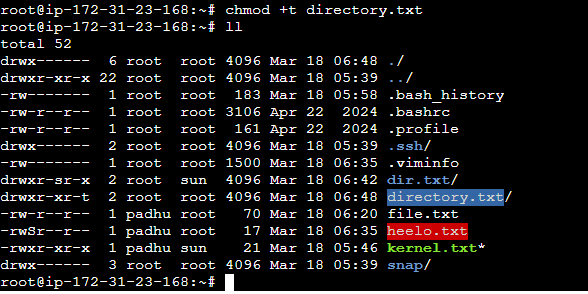 root@ip-172-31-23-168:~# chmod +t directory.txt
root@ip-172-31-23-168:~# ll
total 52
drwx------  6 root  root 4096 Mar 18 06:48 ./
drwxr-xr-x 22 root  root 4096 Mar 18 05:39 ../
-rw-------  1 root  root  183 Mar 18 05:58 .bash_history
-rw-r--r--  1 root  root 3106 Apr 22  2024 .bashrc
-rw-r--r--  1 root  root  161 Apr 22  2024 .profile
drwx------  2 root  root 4096 Mar 18 05:39 .ssh/
-rw-------  1 root  root 1500 Mar 18 06:35 .viminfo
drwxr-sr-x  2 root  sun  4096 Mar 18 06:42 dir.txt/
drwxr-xr-t  2 root  root 4096 Mar 18 06:48 directory.txt/
-rw-r--r--  1 padhu root   70 Mar 18 06:20 file.txt
-rwSr--r--  1 padhu root   17 Mar 18 06:35 heelo.txt
-rwxr-xr-x  1 padhu sun    21 Mar 18 05:46 kernel.txt*
drwx------  3 root  root 4096 Mar 18 05:39 snap/
root@ip-172-31-23-168:~#